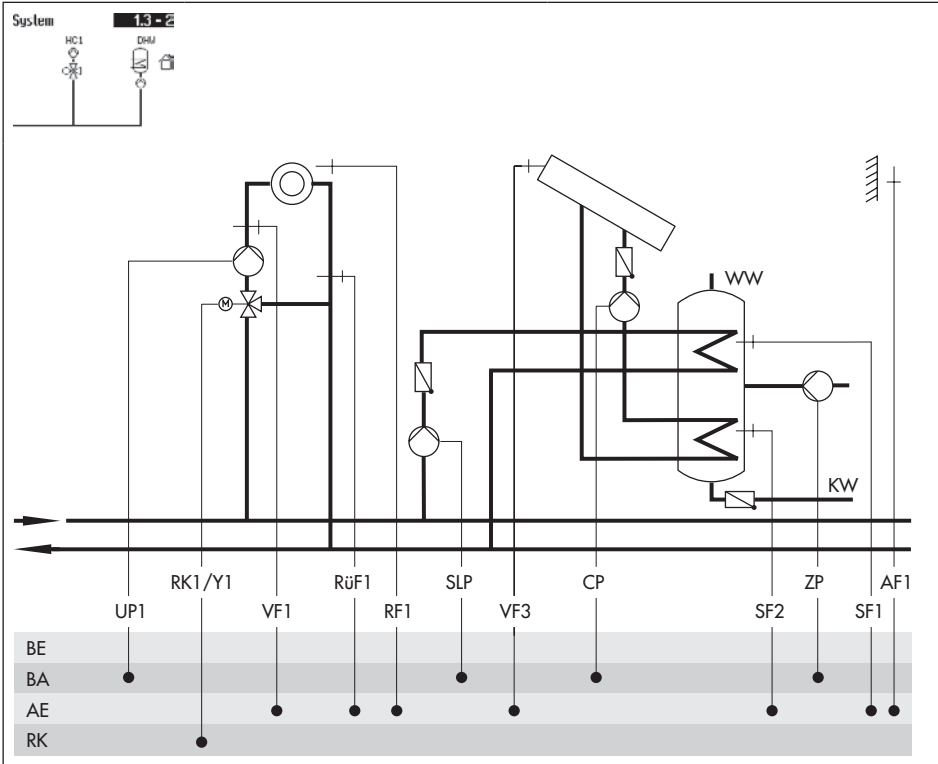 System 1.3 - 2
HC1 DHW
M
WW
KW
RK1/Y1 RüF1 SLP CP ZP AF1
UP1 VF1 RF1 VF3 SF2 SF1
BE
BA
AE
RK